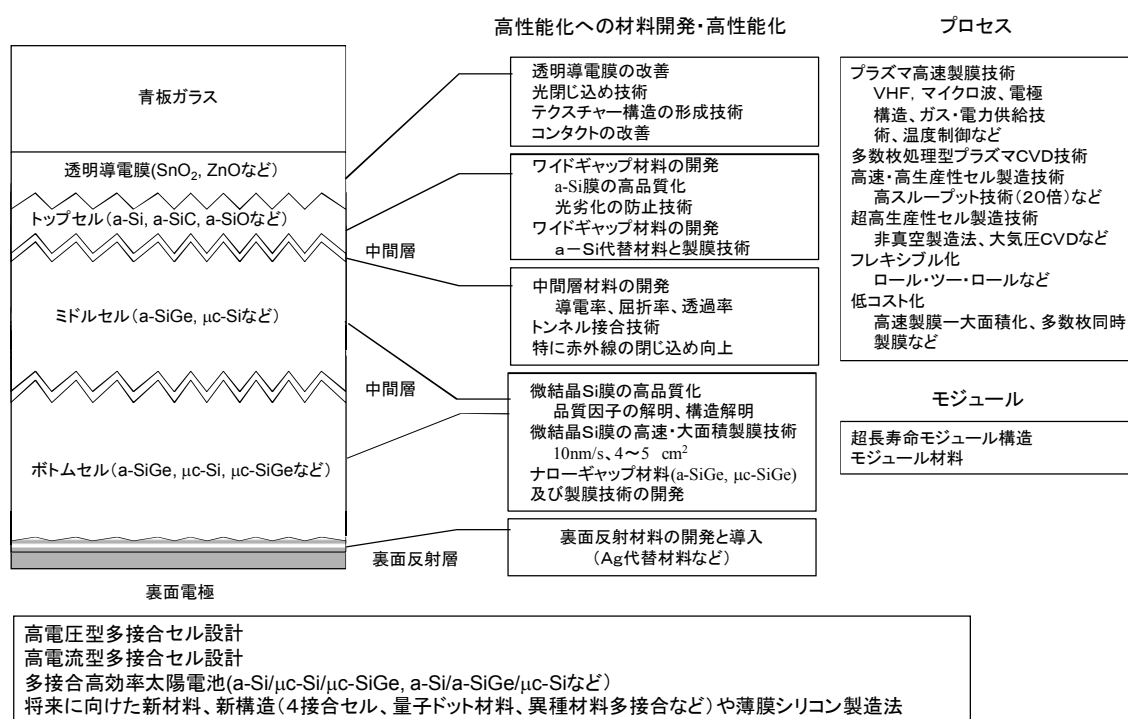 高性能化への材料開発・高性能化
プロセス
青板ガラス
透明導電膜(SnO2, ZnOなど)
トップセル(a-Si, a-SiC, a-SiOなど)
中間層
ミドルセル(a-SiGe, μc-Siなど)
中間層
ボトムセル(a-SiGe, μc-Si, μc-SiGeなど)
裏面反射層
裏面電極
透明導電膜の改善
光閉じ込め技術
テクスチャー構造の形成技術
コンタクトの改善
ワイドギャップ材料の開発
a-Si膜の高品質化
光劣化の防止技術
ワイドギャップ材料の開発
a-Si代替材料と製膜技術
中間層材料の開発
導電率、屈折率、透過率
トンネル接合技術
特に赤外線の閉じ込め向上
微結晶Si膜の高品質化
品質因子の解明、構造解明
微結晶Si膜の高速・大面積製膜技術
10nm/s、4～5 cm2
ナローギャップ材料(a-SiGe, μc-SiGe)
及び製膜技術の開発
裏面反射材料の開発と導入
(Ag代替材料など)
プラズマ高速製膜技術
VHF, マイクロ波、電極
構造、ガス・電力供給技
術、温度制御など
多数枚処理型プラズマCVD技術
高速・高生産性セル製造技術
高スループット技術(20倍)など
超高生産性セル製造技術
非真空製造法、大気圧CVDなど
フレキシブル化
ロール・ツー・ロールなど
低コスト化
高速製膜ー大面積化、多数枚同時
製膜など
モジュール
超長寿命モジュール構造
モジュール材料
高電圧型多接合セル設計
高電流型多接合セル設計
多接合高効率太陽電池(a-Si/μc-Si/μc-SiGe, a-Si/a-SiGe/μc-Siなど)
将来に向けた新材料、新構造(4接合セル、量子ドット材料、異種材料多接合など)や薄膜シリコン製造法